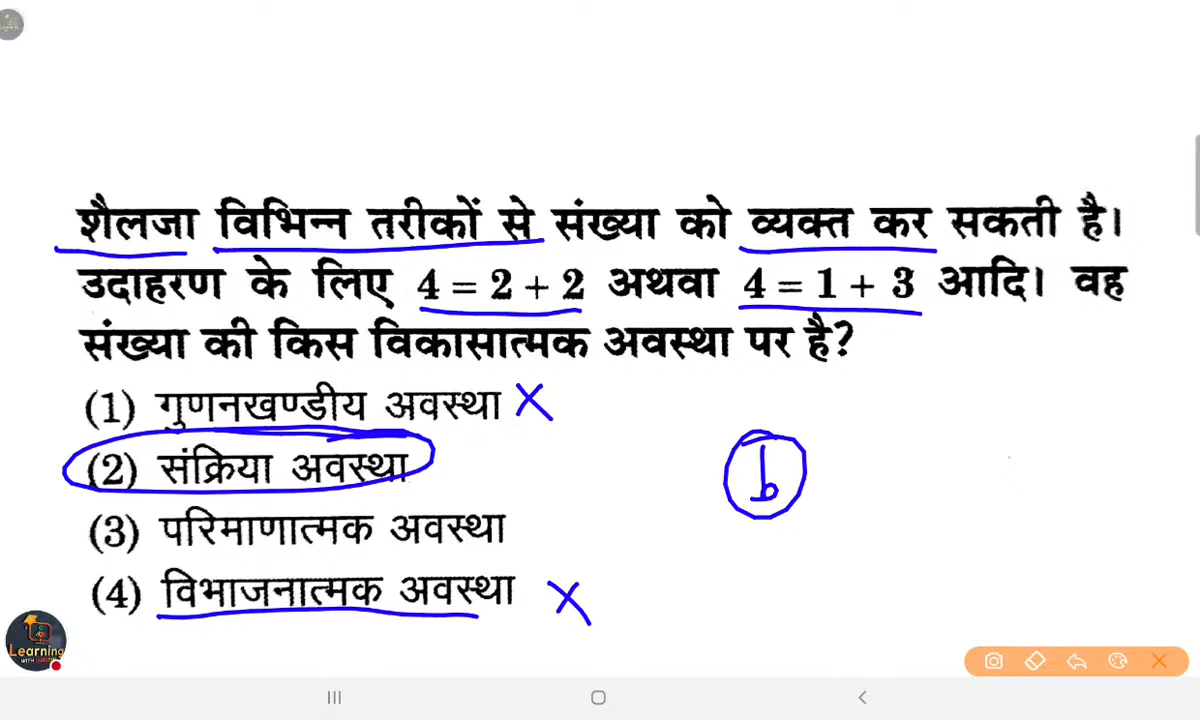 शैलजा विभिन्न तरीकों से संख्या को व्यक्त कर सकती है।
उदाहरण के लिए 4 = 2 + 2 अथवा 4 = 1 + 3 आदि। वह
संख्या की किस विकासात्मक अवस्था पर है?
(1) गुणनखण्डीय अवस्था X
(2) संक्रिया अवस्था
b
(3) परिमाणात्मक अवस्था
(4) विभाजनात्मक अवस्था X
Learning